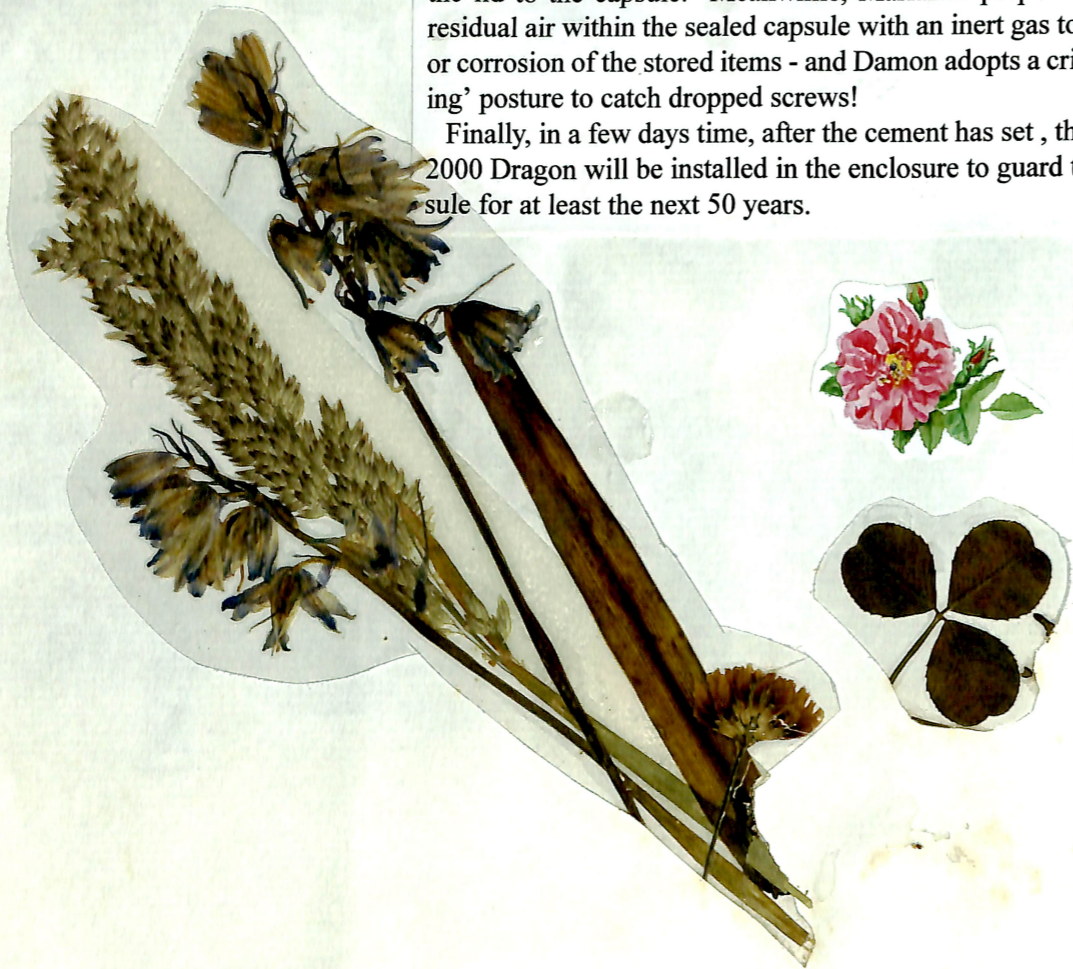 residual air within the sealed capsule with an inert gas to
or corrosion of the stored items - and Damon adopts a cri
ing’ posture to catch dropped screws!
Finally, in a few days time, after the cement has set , th
2000 Dragon will be installed in the enclosure to guard t
sule for at least the next 50 years.